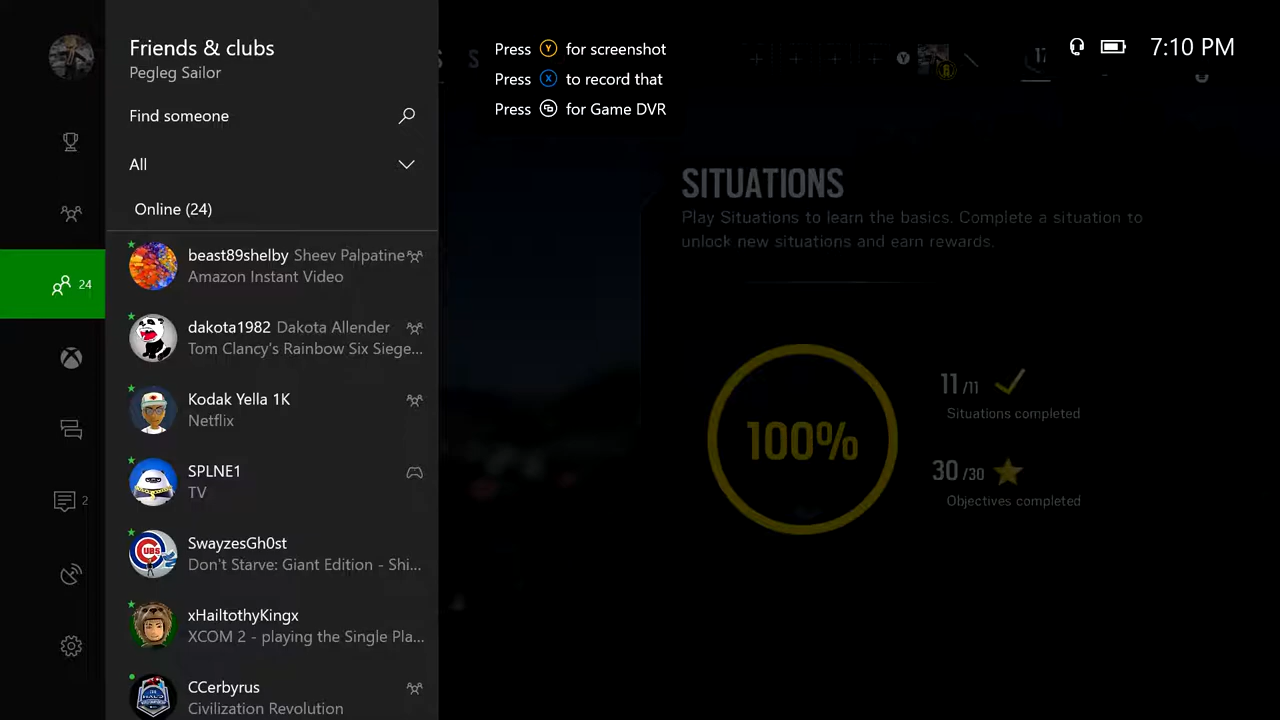 Friends & clubs
Pegleg Sailor
Find someone
All
Online (24)
24
2
beast89shelby Sheev Palpatine
Amazon Instant Video
dakota1982 Dakota Allender
Tom Clancy's Rainbow Six Siege...
Kodak Yella 1K
Netflix
SPLNE1
TV
SwayzesGh0st
Don't Starve: Giant Edition - Shi...
xHailtothyKingx
XCOM 2 - playing the Single Pla...
CCerbyrus
Civilization Revolution
CUBS
Press Y for screenshot
Press X to record that
Press for Game DVR
S S
Y
17
7:10 PM
SITUATIONS
Play Situations to learn the basics. Complete a situation to
unlock new situations and earn rewards.
100%
11/11
Situations completed
30/30
Objectives completed